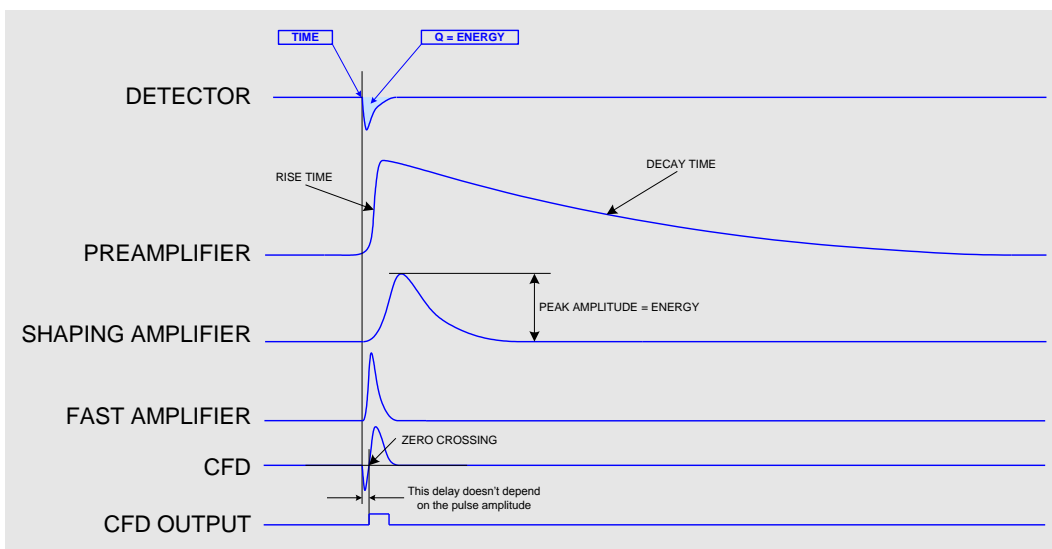 TIME
Q = ENERGY
DETECTOR
DECAY TIME
RISE TIME
PREAMPLIFIER
PEAK AMPLITUDE = ENERGY
SHAPING AMPLIFIER
FAST AMPLIFIER
ZERO CROSSING
CFD
This delay doesn't depend
on the pulse amplitude
CFD OUTPUT